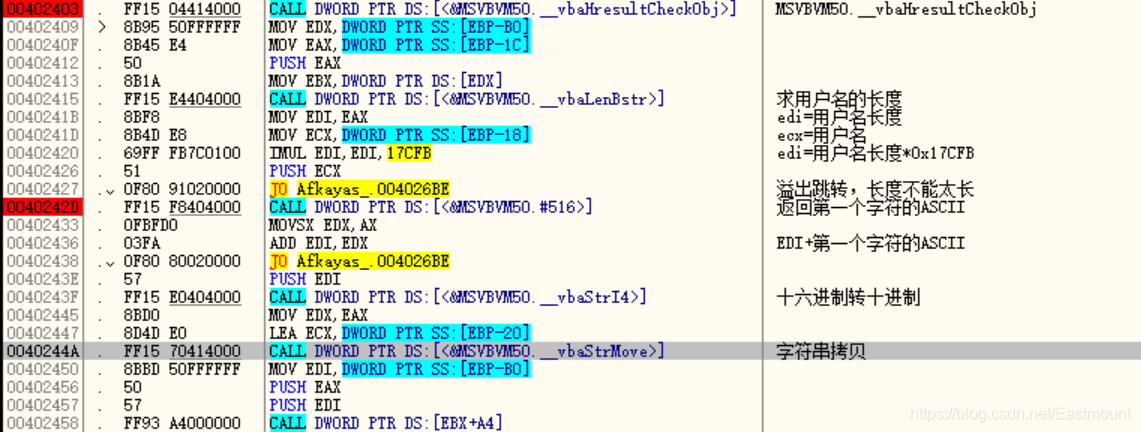 00402403 . FF15 04414000 CALL DWORD PTR DS:[<&MSVBVM50.__vbaHresultCheckObj>] MSVBVM50.__vbaHresultCheckObj
00402409 > 8B95 50FFFFFF MOV EDX,DWORD PTR SS:[EBP-B0]
0040240F . 8B45 E4 MOV EAX,DWORD PTR SS:[EBP-1C]
00402412 . 50 PUSH EAX
00402413 . 8B1A MOV EBX,DWORD PTR DS:[EDX]
00402415 . FF15 E4404000 CALL DWORD PTR DS:[<&MSVBVM50.__vbaLenBstr>] 求用户名的长度
0040241B . 8BF8 MOV EDI,EAX edi=用户名长度
0040241D . 8B4D E8 MOV ECX,DWORD PTR SS:[EBP-18] ecx=用户名
00402420 . 69FF FB7C0100 IMUL EDI,EDI,17CFB edi=用户名长度*0x17CFB
00402426 . 51 PUSH ECX
00402427 . 0F80 91020000 JO Afkayas_.004026BE 溢出跳转，长度不能太长
0040242D . FF15 F8404000 CALL DWORD PTR DS:[<&MSVBVM50.#516>] 返回第一个字符的ASCII
00402433 . 0FBFD0 MOVSX EDX,AX
00402436 . 03FA ADD EDI,EDX EDI+第一个字符的ASCII
00402438 . 0F80 80020000 JO Afkayas_.004026BE
0040243E . 57 PUSH EDI
0040243F . FF15 E0404000 CALL DWORD PTR DS:[<&MSVBVM50.__vbaStrI4>] 十六进制转十进制
00402445 . 8BD0 MOV EDX,EAX
00402447 . 8D4D E0 LEA ECX,DWORD PTR SS:[EBP-20]
0040244A . FF15 70414000 CALL DWORD PTR DS:[<&MSVBVM50.__vbaStrMove>] 字符串拷贝
00402450 . 8BBD 50FFFFFF MOV EDI,DWORD PTR SS:[EBP-B0]
00402456 . 50 PUSH EAX
00402457 . 57 PUSH EDI
00402458 . FF93 A4000000 CALL DWORD PTR DS:[EBX+A4]
https://blog.csdn.net/Eastmount